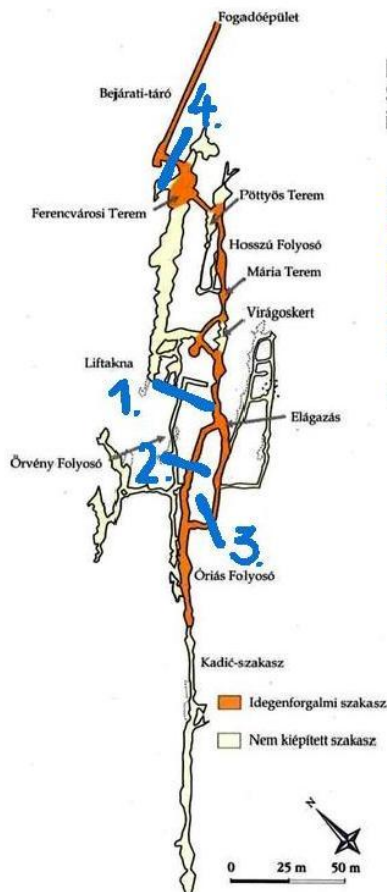 Fogadóépület
Bejárati-táró
4.
Pöttyös Terem
Ferencvárosi Terem
Hosszú Folyosó
Mária Terem
Virágoskert
Liftakna
1.
Elágazás
Örvény Folyosó
2.
3.
Óriás Folyosó
Kadić-szakasz
Idegenforgalmi szakasz
Nem kiépített szakasz
N
0 25 m 50 m